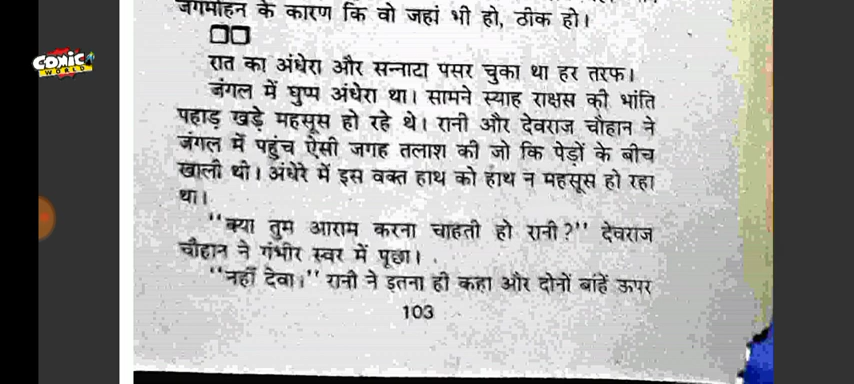 COMIC
WORLD
जगमोहन के कारण कि वो जहां भी हो, ठीक हो।
रात का अंधेरा और सन्नाटा पसर चुका था हर तरफ।
जंगल में घुप्प अंधेरा था। सामने स्याह राक्षस की भांति
पहाड़ खड़े महसूस हो रहे थे। रानी और देवराज चौहान ने
जंगल में पहुंच ऐसी जगह तलाश की जो कि पेड़ों के बीच
खाली थी। अंधेरे में इस वक्त हाथ को हाथ न महसूस हो रहा
था।
"क्या तुम आराम करना चाहती हो रानी?" देवराज
चौहान ने गंभीर स्वर में पूछा।
"नहीं देवा।" रानी ने इतना ही कहा और दोनों बांहें ऊपर
103